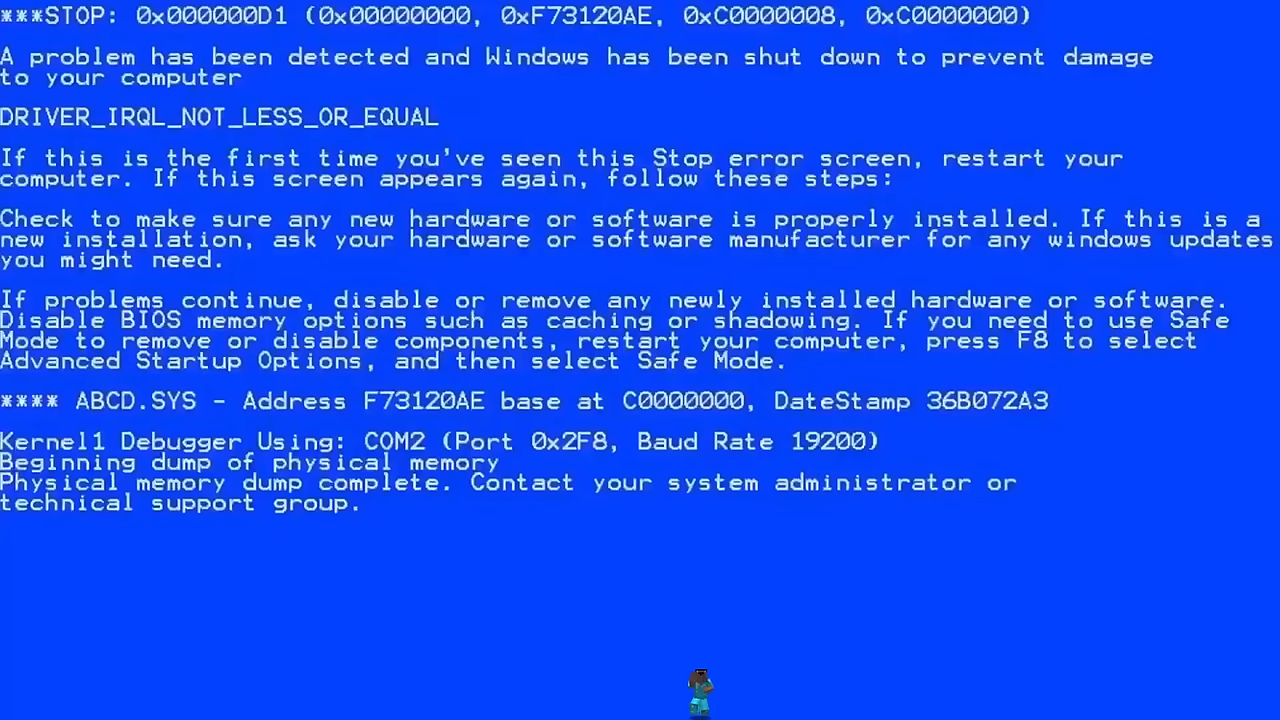 ***STOP: 0x000000D1 (0x00000000, 0xF73120AE, 0xC0000008, 0xC0000000)
A problem has been detected and Windows has been shut down to prevent damage
to your computer
DRIVER_IRQL_NOT_LESS_OR_EQUAL
If this is the first time you've seen this Stop error screen, restart your
computer. If this screen appears again, follow these steps:
Check to make sure any new hardware or software is properly installed. If this is a
new installation, ask your hardware or software manufacturer for any windows updates
you might need.
If problems continue, disable or remove any newly installed hardware or software.
Disable BIOS memory options such as caching or shadowing. If you need to use Safe
Mode to remove or disable components, restart your computer, press F8 to select
Advanced Startup Options, and then select Safe Mode.
**** ABCD.SYS - Address F73120AE base at C0000000, DateStamp 36B072A3
Kernel1 Debugger Using: COM2 (Port 0x2F8, Baud Rate 19200)
Beginning dump of physical memory
Physical memory dump complete. Contact your system administrator or
technical support group.